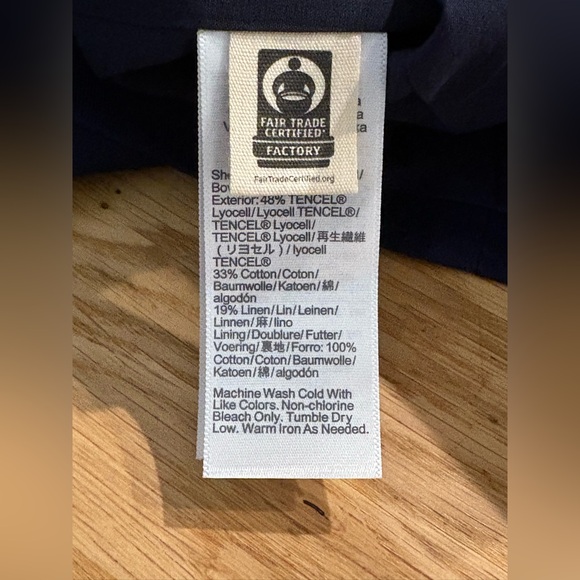 FAIR TRADE
CERTIFIED
FACTORY
FairTradeCertified.org
Exterior: 48% TENCEL®
Lyocell/Lyocell TENCEL®/
TENCEL® Lyocell/
TENCEL® Lyocell/再生繊維
(リヨセル)/lyocell
TENCEL®
33% Cotton/Coton/
Baumwolle/Katoen/綿/
algodón
19% Linen/Lin/Leinen/
Linnen/麻/lino
Lining/Doublure/Futter/
Voering/裏地/Forro: 100%
Cotton/Coton/Baumwolle/
Katoen/綿/algodón
Machine Wash Cold With
Like Colors. Non-chlorine
Bleach Only. Tumble Dry
Low. Warm Iron As Needed.